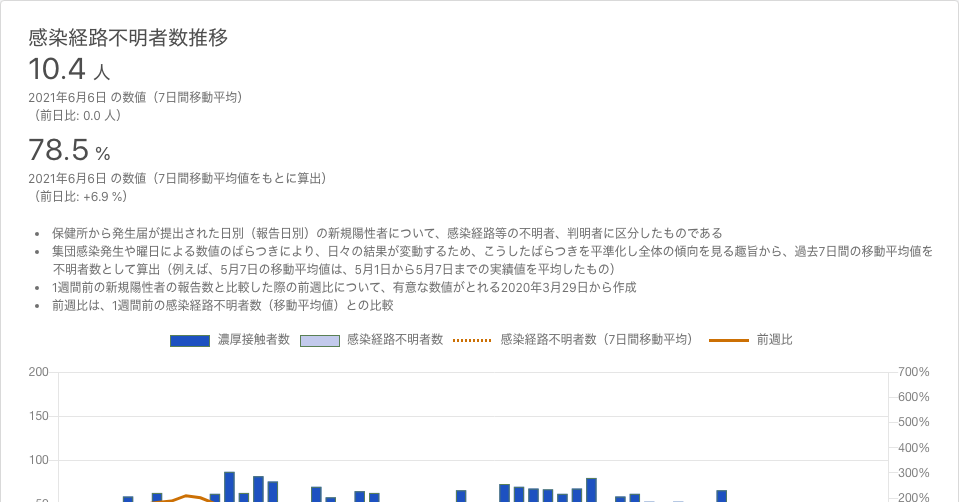 感染経路不明者数推移
10.4 人
2021年6月6日 の数値（7日間移動平均）
（前日比: 0.0 人）
78.5 %
2021年6月6日 の数値（7日間移動平均値をもとに算出）
（前日比: +6.9 %）
• 保健所から発生届が提出された日別（報告日別）の新規陽性者について、感染経路等の不明者、判明者に区分したものである
• 集団感染発生や曜日による数値のばらつきにより、日々の結果が変動するため、こうしたばらつきを平準化し全体の傾向を見る趣旨から、過去7日間の移動平均値を
不明者数として算出（例えば、5月7日の移動平均値は、5月1日から5月7日までの実績値を平均したもの）
• 1週間前の新規陽性者の報告数と比較した際の前週比について、有意な数値がとれる2020年3月29日から作成
• 前週比は、1週間前の感染経路不明者数（移動平均値）との比較
濃厚接触者数 感染経路不明者数 感染経路不明者数（7日間移動平均） 前週比
200 700%
600%
150 500%
400%
100 300%
50 200%